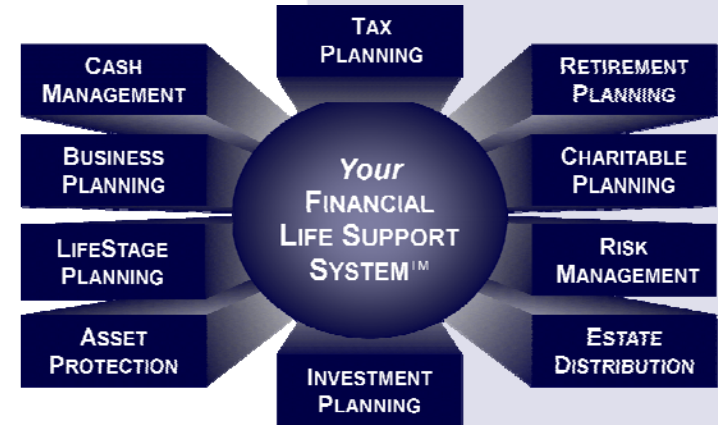 TAX
PLANNING
CASH
MANAGEMENT
RETIREMENT
PLANNING
BUSINESS
PLANNING
CHARITABLE
PLANNING
Your
FINANCIAL
LIFE SUPPORT
SYSTEM™
LIFESTAGE
PLANNING
RISK
MANAGEMENT
ASSET
PROTECTION
ESTATE
DISTRIBUTION
INVESTMENT
PLANNING